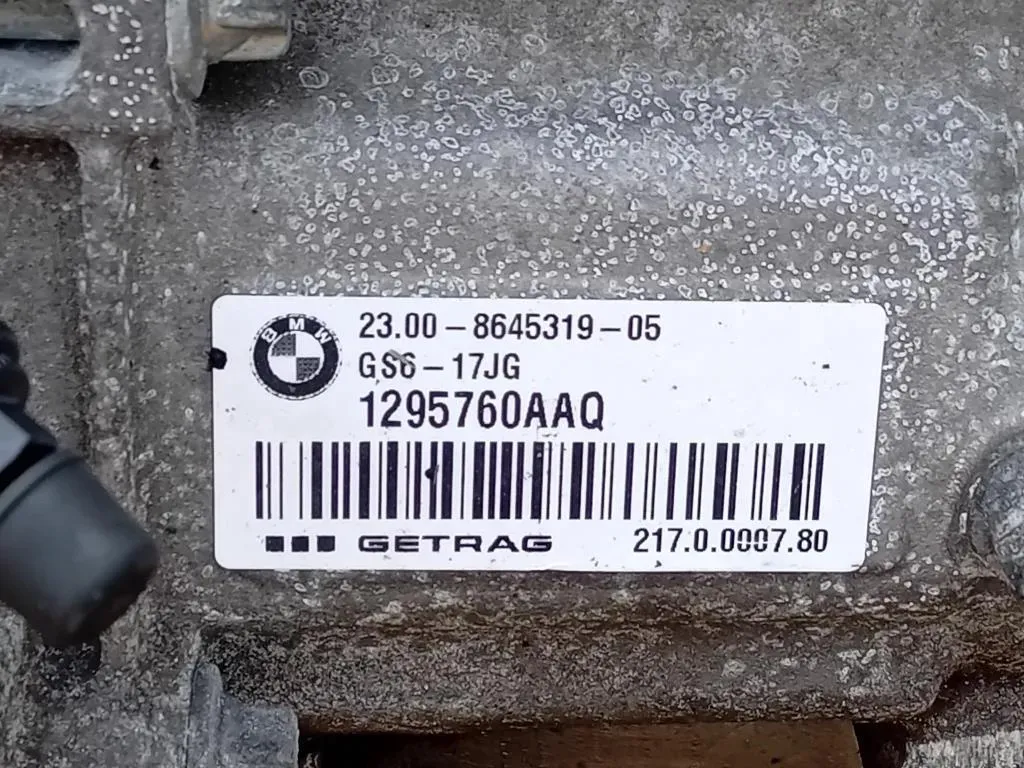 BMW
23.00-8645319-05
GS6-17JG
1295760AAQ
GETRAG 217.0.0007.80